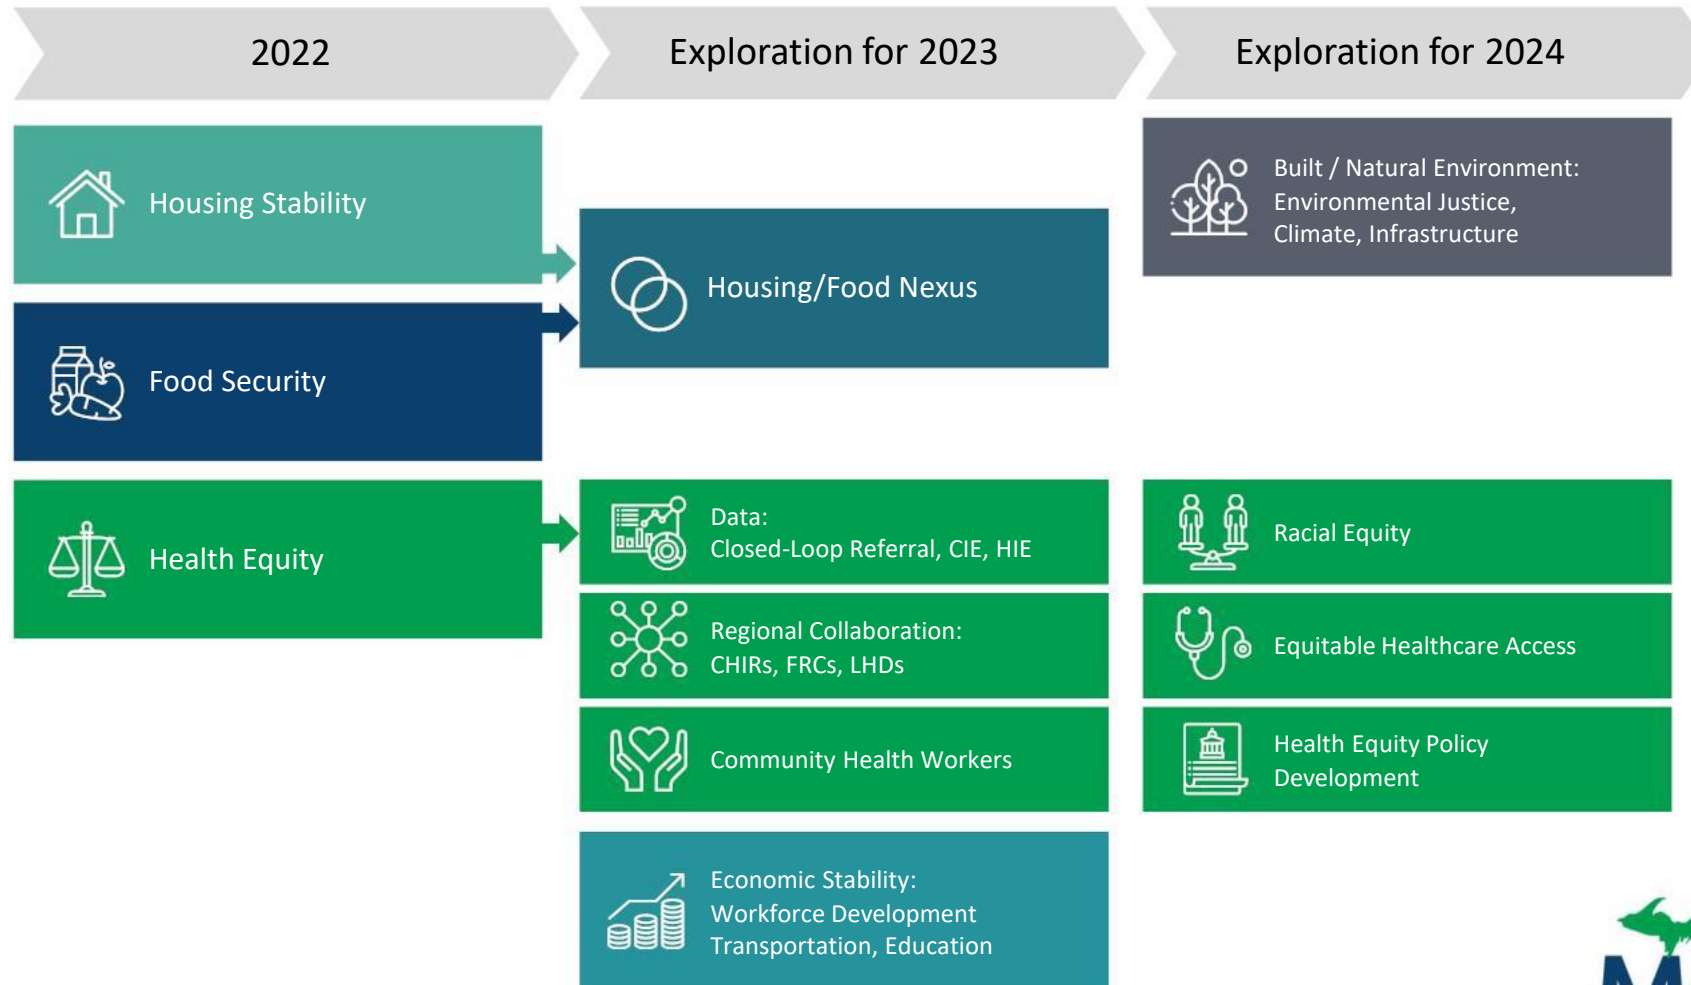 2022
Exploration for 2023
Exploration for 2024
Housing Stability
Food Security
Health Equity
Housing/Food Nexus
Data:
Closed-Loop Referral, CIE, HIE
Regional Collaboration:
CHIRs, FRCs, LHDs
Community Health Workers
Economic Stability:
Workforce Development
Transportation, Education
Built / Natural Environment:
Environmental Justice,
Climate, Infrastructure
Racial Equity
Equitable Healthcare Access
Health Equity Policy
Development